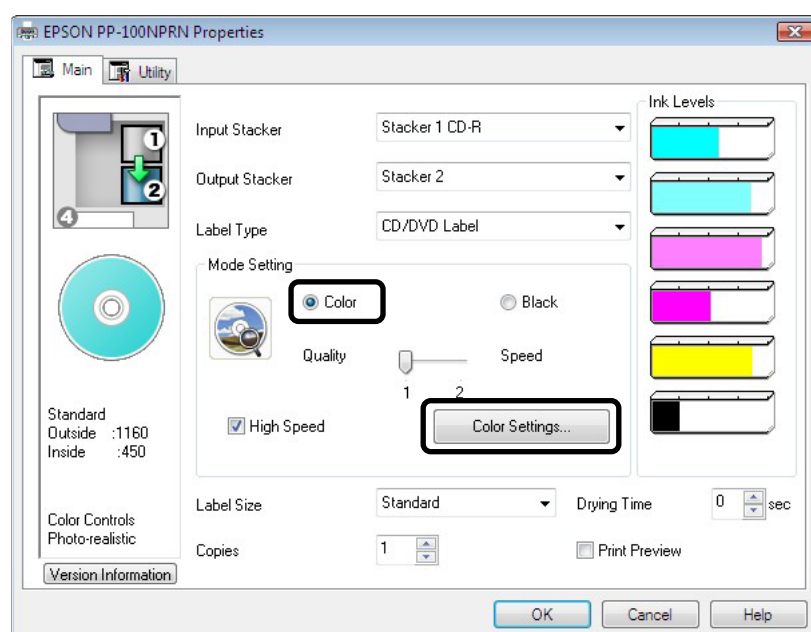 EPSON PP-100NPRN Properties
Main
Utility
1
2
4
Standard
Outside :1160
Inside :450
Color Controls
Photo-realistic
Version Information
Input Stacker Stacker 1 CD-R
Output Stacker Stacker 2
Label Type CD/DVD Label
Mode Setting
Color Black
Quality Speed
1 2
High Speed Color Settings...
Label Size Standard Drying Time 0 sec
Copies 1 Print Preview
Ink Levels
OK Cancel Help